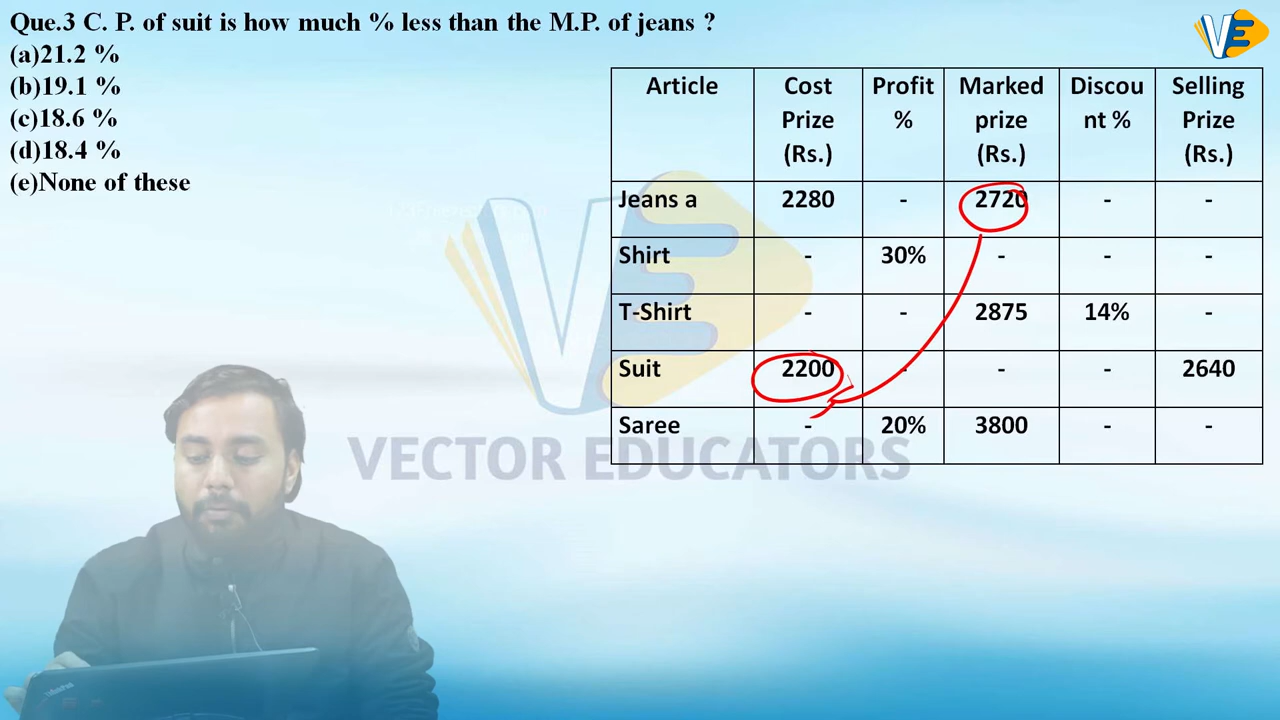 Que.3 C. P. of suit is how much % less than the M.P. of jeans ?
(a)21.2 %
(b)19.1 %
(c)18.6 %
(d)18.4 %
(e)None of these
VE
Article Cost Prize (Rs.) Profit % Marked prize (Rs.) Discou nt % Selling Prize (Rs.)
Jeans a 2280 - 2720 - -
Shirt - 30% - - -
T-Shirt - - 2875 14% -
Suit 2200 - - - 2640
Saree - 20% 3800 - -
VECTOR EDUCATORS